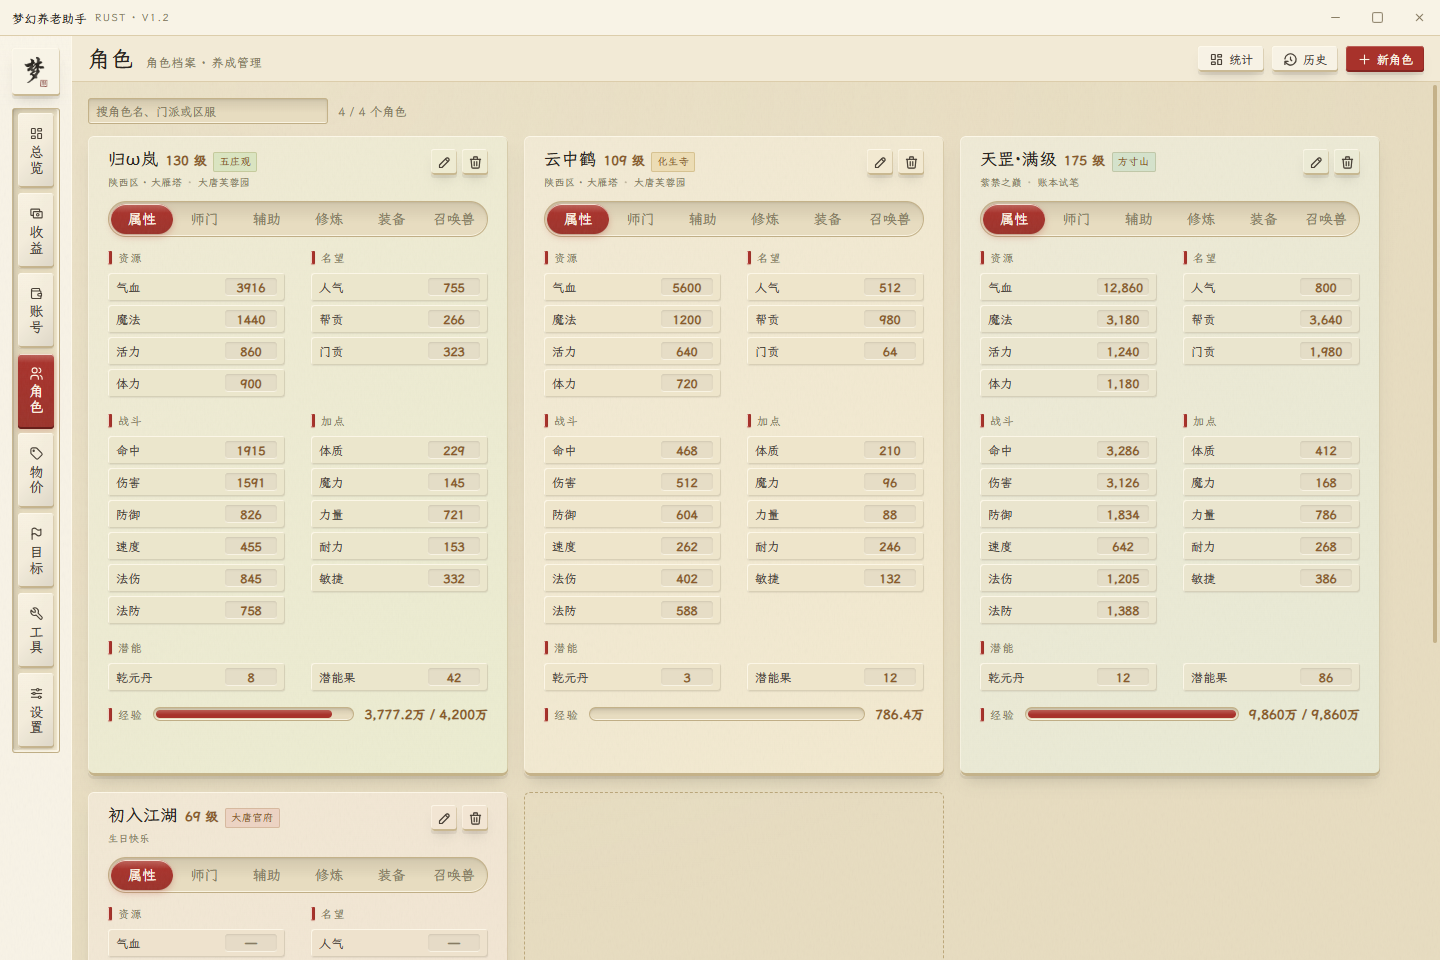 梦幻养老助手 RUST · V1.2
梦
角色 角色档案 · 养成管理
统计 历史 新角色
总览
收益
账号
角色
物价
目标
工具
设置
搜角色名、门派或区服 4 / 4 个角色
归ω岚 130 级 五庄观
陕西区 · 大雁塔 · 大唐芙蓉园
属性 师门 辅助 修炼 装备 召唤兽
资源 名望
气血 3916 人气 755
魔法 1440 帮贡 266
活力 860 门贡 323
体力 900
战斗 加点
命中 1915 体质 229
伤害 1591 魔力 145
防御 826 力量 721
速度 455 耐力 153
法伤 845 敏捷 332
法防 758
潜能
乾元丹 8 潜能果 42
经验 3,777.2万 / 4,200万
云中鹤 109 级 化生寺
陕西区 · 大雁塔 · 大唐芙蓉园
属性 师门 辅助 修炼 装备 召唤兽
资源 名望
气血 5600 人气 512
魔法 1200 帮贡 980
活力 640 门贡 64
体力 720
战斗 加点
命中 468 体质 210
伤害 512 魔力 96
防御 604 力量 88
速度 262 耐力 246
法伤 402 敏捷 132
法防 588
潜能
乾元丹 3 潜能果 12
经验 786.4万
天罡·满级 175 级 方寸山
紫禁之巅 · 账本试笔
属性 师门 辅助 修炼 装备 召唤兽
资源 名望
气血 12,860 人气 800
魔法 3,180 帮贡 3,640
活力 1,240 门贡 1,980
体力 1,180
战斗 加点
命中 3,286 体质 412
伤害 3,126 魔力 168
防御 1,834 力量 786
速度 642 耐力 268
法伤 1,205 敏捷 386
法防 1,388
潜能
乾元丹 12 潜能果 86
经验 9,860万 / 9,860万
初入江湖 69 级 大唐官府
生日快乐
属性 师门 辅助 修炼 装备 召唤兽
资源 名望
气血 — 人气 —